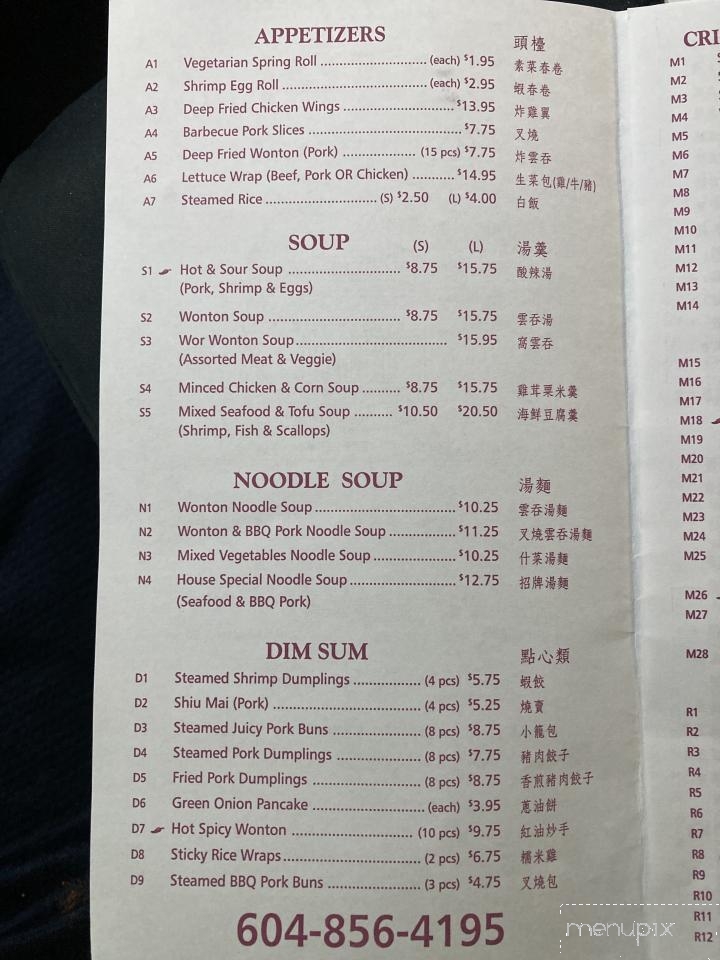 APPETIZERS 頭檯
A1 Vegetarian Spring Roll (each) $1.95 素菜春卷
A2 Shrimp Egg Roll (each) $2.95 蝦春卷
A3 Deep Fried Chicken Wings $13.95 炸雞翼
A4 Barbecue Pork Slices $7.75 叉燒
A5 Deep Fried Wonton (Pork) (15 pcs) $7.75 炸雲吞
A6 Lettuce Wrap (Beef, Pork OR Chicken) $14.95 生菜包(雞/牛/豬)
A7 Steamed Rice (S) $2.50 (L) $4.00 白飯
SOUP (S) (L) 湯羹
S1 Hot & Sour Soup $8.75 $15.75 酸辣湯
(Pork, Shrimp & Eggs)
S2 Wonton Soup $8.75 $15.75 雲吞湯
S3 Wor Wonton Soup $15.95 窩雲吞
(Assorted Meat & Veggie)
S4 Minced Chicken & Corn Soup $8.75 $15.75 雞茸粟米羹
S5 Mixed Seafood & Tofu Soup $10.50 $20.50 海鮮豆腐羹
(Shrimp, Fish & Scallops)
NOODLE SOUP 湯麵
N1 Wonton Noodle Soup $10.25 雲吞湯麵
N2 Wonton & BBQ Pork Noodle Soup $11.25 叉燒雲吞湯麵
N3 Mixed Vegetables Noodle Soup $10.25 什菜湯麵
N4 House Special Noodle Soup $12.75 招牌湯麵
(Seafood & BBQ Pork)
DIM SUM 點心類
D1 Steamed Shrimp Dumplings (4 pcs) $5.75 蝦餃
D2 Shiu Mai (Pork) (4 pcs) $5.25 燒賣
D3 Steamed Juicy Pork Buns (8 pcs) $8.75 小籠包
D4 Steamed Pork Dumplings (8 pcs) $7.75 豬肉餃子
D5 Fried Pork Dumplings (8 pcs) $8.75 香煎豬肉餃子
D6 Green Onion Pancake (each) $3.95 蔥油餅
D7 Hot Spicy Wonton (10 pcs) $9.75 紅油炒手
D8 Sticky Rice Wraps (2 pcs) $6.75 糯米雞
D9 Steamed BBQ Pork Buns (3 pcs) $4.75 叉燒包
604-856-4195
CRI
M1
M2
M3
M4
M5
M6
M7
M8
M9
M10
M11
M12
M13
M14
M15
M16
M17
M18
M19
M20
M21
M22
M23
M24
M25
M26
M27
M28
R1
R2
R3
R4
R5
R6
R7
R8
R9
R10
R11
R12
menupix